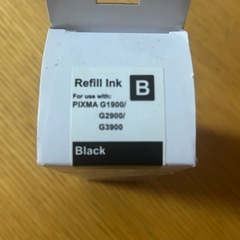 Refill Ink B
For use with:
PIXMA G1900/
G2900/
G3900
Black